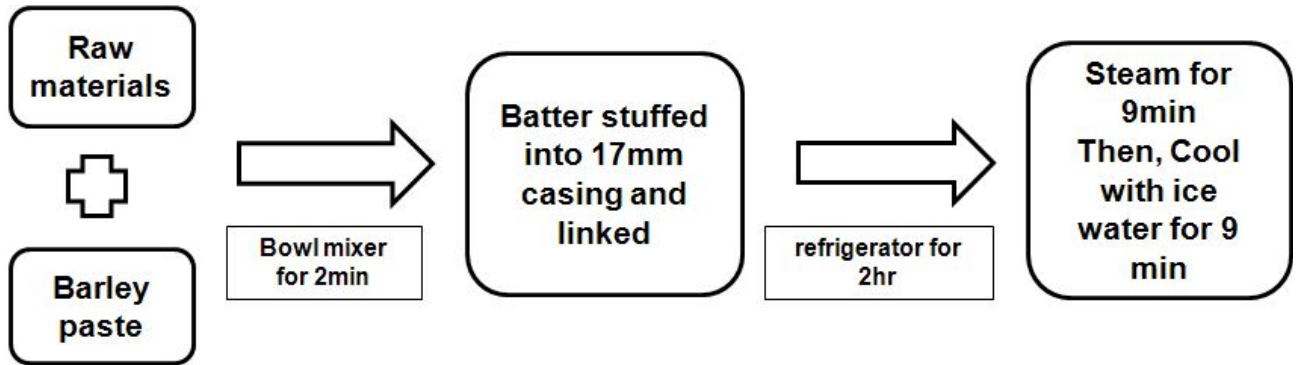 Raw
materials
Barley
paste
Bowl mixer
for 2min
Batter stuffed
into 17mm
casing and
linked
refrigerator for
2hr
Steam for
9min
Then, Cool
with ice
water for 9
min